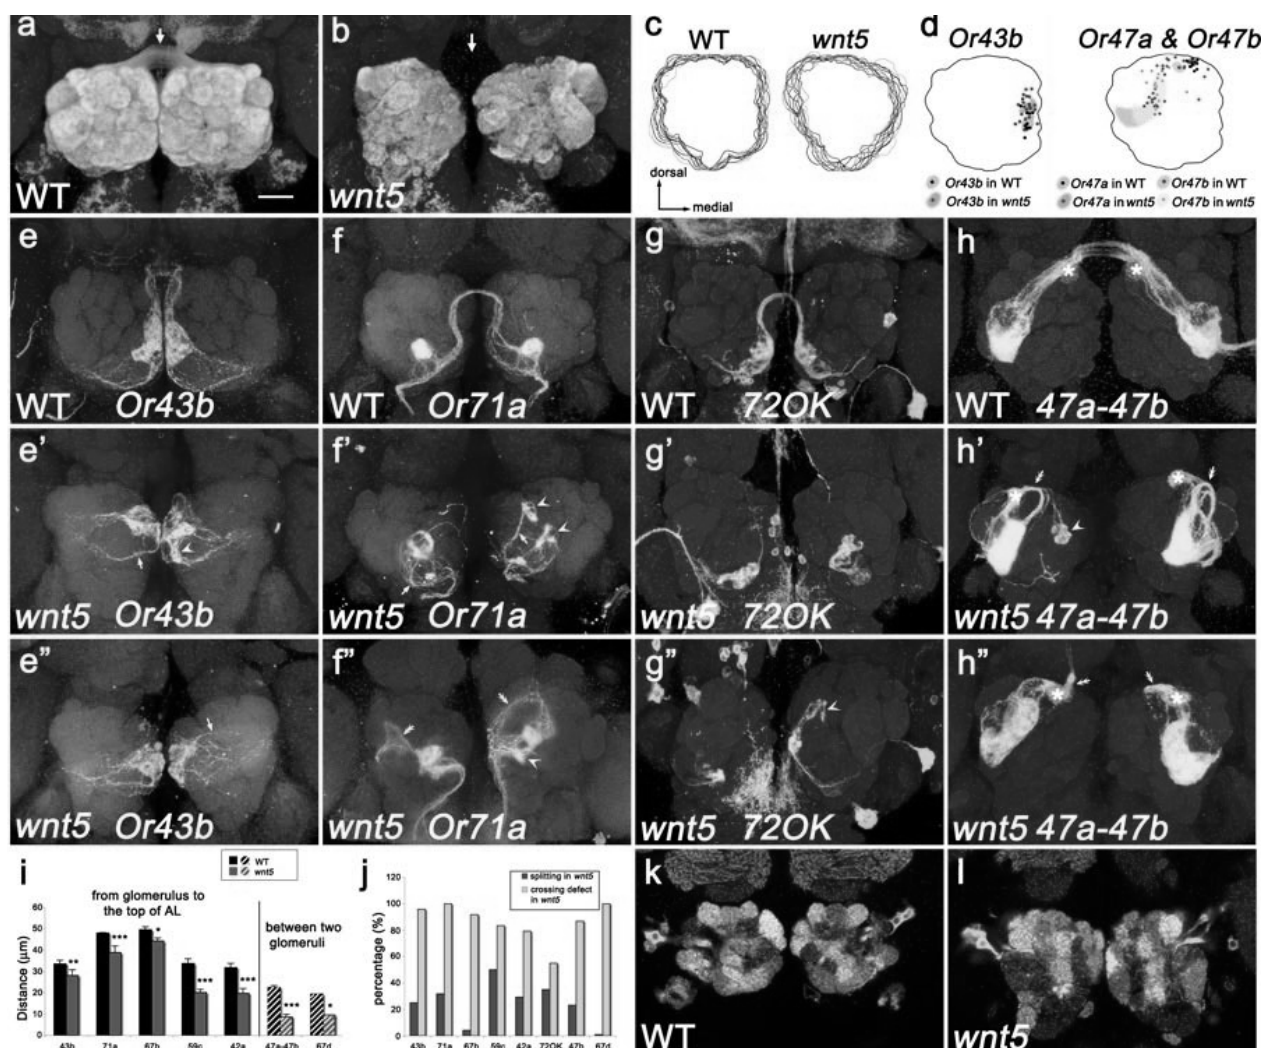 a
WT
b
wnt5
c
WT
wnt5
dorsal
medial
d
Or43b
Or47a & Or47b
Or43b in WT
Or43b in wnt5
Or47a in WT
Or47b in WT
Or47a in wnt5
Or47b in wnt5
e
WT Or43b
f
WT Or71a
g
WT 72OK
h
WT 47a-47b
e'
wnt5 Or43b
f'
wnt5 Or71a
g'
wnt5 72OK
h'
wnt5 47a-47b
e"
wnt5 Or43b
f"
wnt5 Or71a
g"
wnt5 72OK
h"
wnt5 47a-47b
i
WT
wnt5
from glomerulus to
the top of AL
between two
glomeruli
Distance (µm)
60
50
40
30
20
10
0
** *** * *** *** *** *
43b 71a 67b 59c 42a 47a-47b 67d
j
splitting in wnt5
crossing defect
in wnt5
percentage (%)
120
100
80
60
40
20
0
43b 71a 67b 59c 42a 72OK 47b 67d
k
WT
l
wnt5